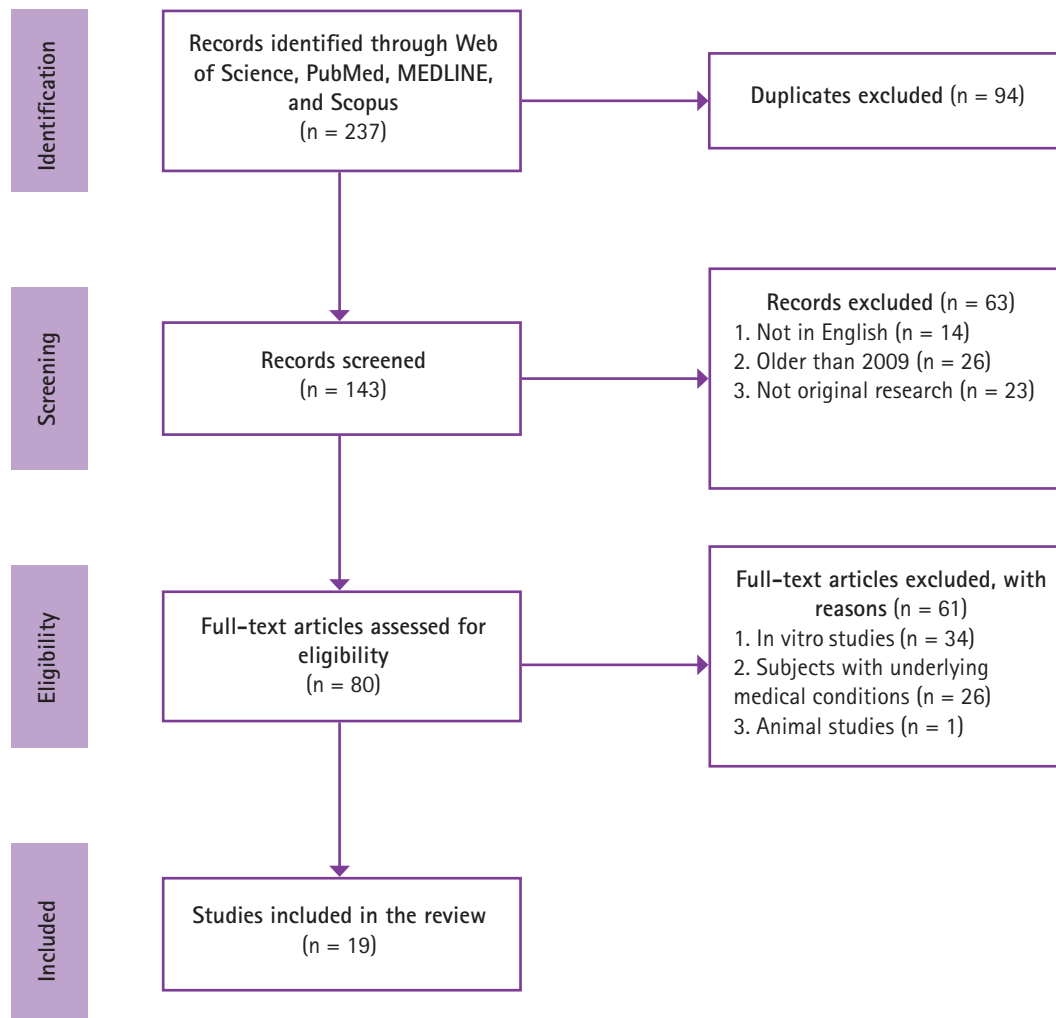 Identification
Records identified through Web
of Science, PubMed, MEDLINE,
and Scopus
(n = 237)
Duplicates excluded (n = 94)
Screening
Records screened
(n = 143)
Records excluded (n = 63)
1. Not in English (n = 14)
2. Older than 2009 (n = 26)
3. Not original research (n = 23)
Eligibility
Full-text articles assessed for
eligibility
(n = 80)
Full-text articles excluded, with
reasons (n = 61)
1. In vitro studies (n = 34)
2. Subjects with underlying
medical conditions (n = 26)
3. Animal studies (n = 1)
Included
Studies included in the review
(n = 19)